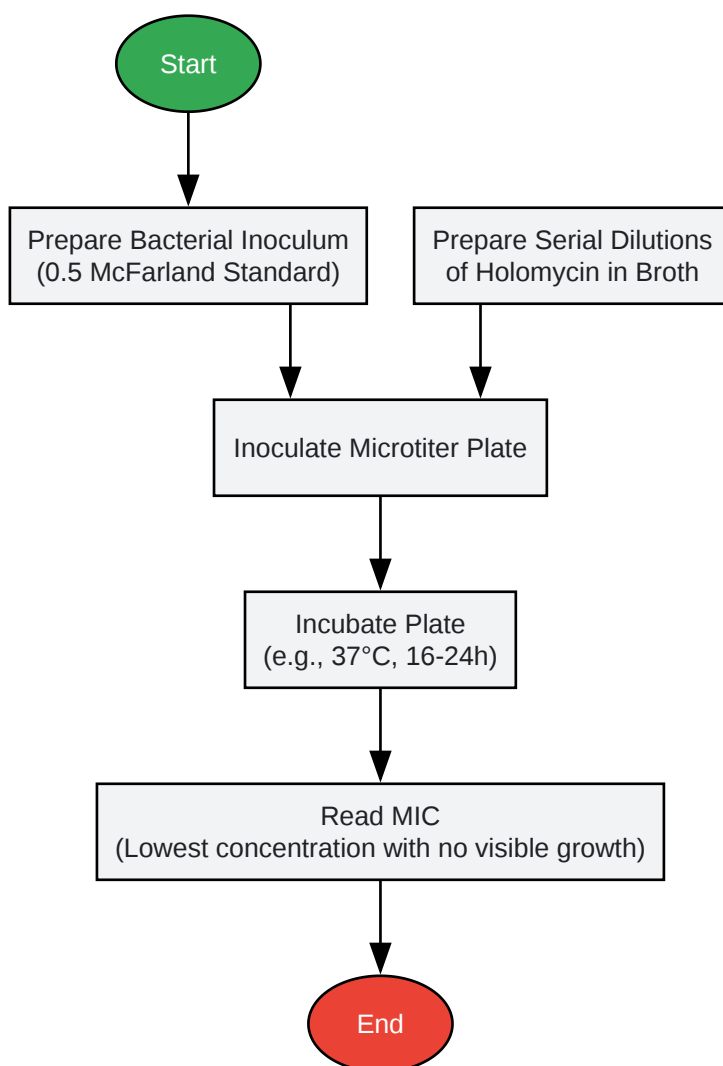 Start
Prepare Bacterial Inoculum
(0.5 McFarland Standard)
Prepare Serial Dilutions
of Holomycin in Broth
Inoculate Microtiter Plate
Incubate Plate
(e.g., 37°C, 16-24h)
Read MIC
(Lowest concentration with no visible growth)
End